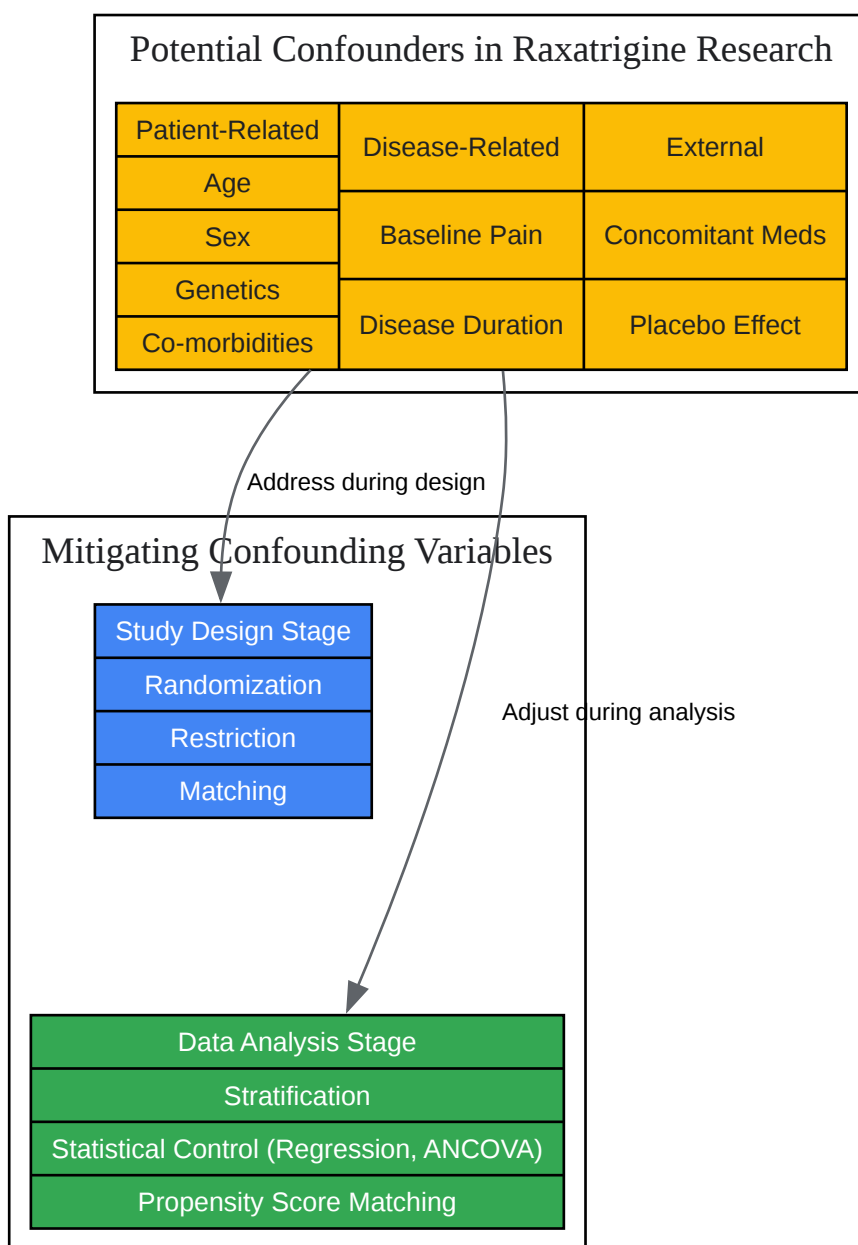 Potential Confounders in Raxatrigine Research
Patient-Related
Age
Sex
Genetics
Co-morbidities
Disease-Related
Baseline Pain
Disease Duration
External
Concomitant Meds
Placebo Effect
Address during design
Mitigating Confounding Variables
Study Design Stage
Randomization
Restriction
Matching
Adjust during analysis
Data Analysis Stage
Stratification
Statistical Control (Regression, ANCOVA)
Propensity Score Matching